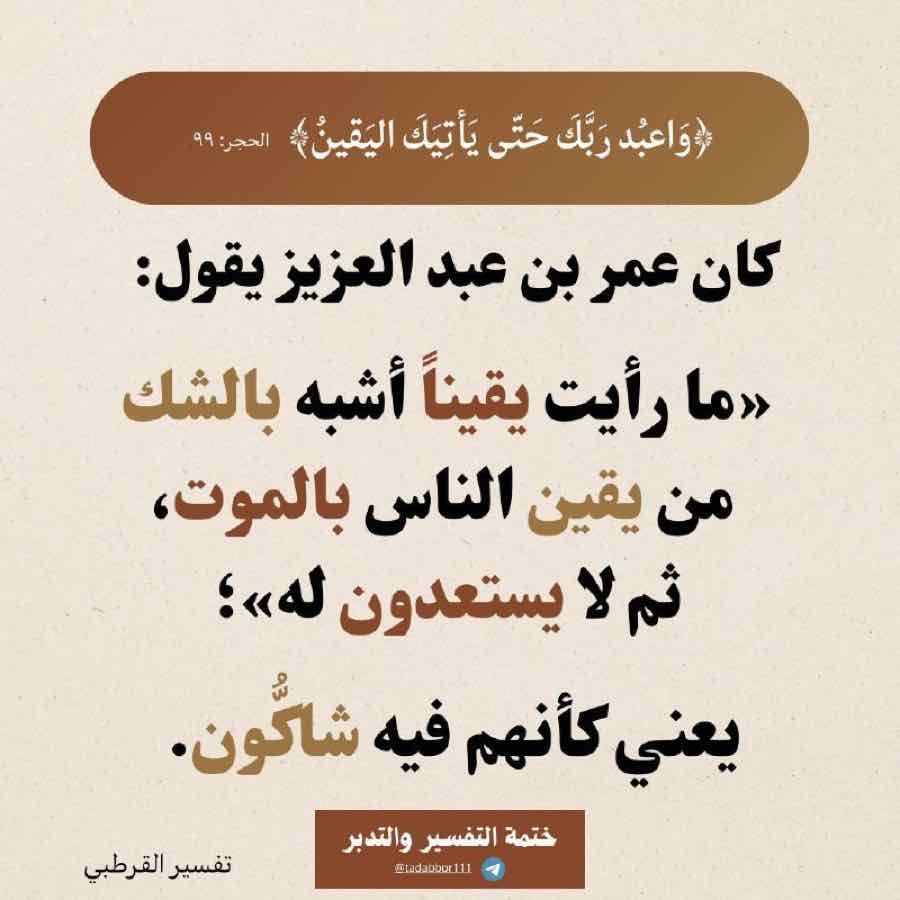 ﴿وَاعبُد رَبَّكَ حَتّى يَأتِيَكَ اليَقينُ﴾ الحجر: ٩٩
كان عمر بن عبد العزيز يقول:
«ما رأيت يقيناً أشبه بالشك
من يقين الناس بالموت،
ثم لا يستعدون له»؛
يعني كأنهم فيه شاكُّون.
ختمة التفسير والتدبر
@tadabbor111
تفسير القرطبي